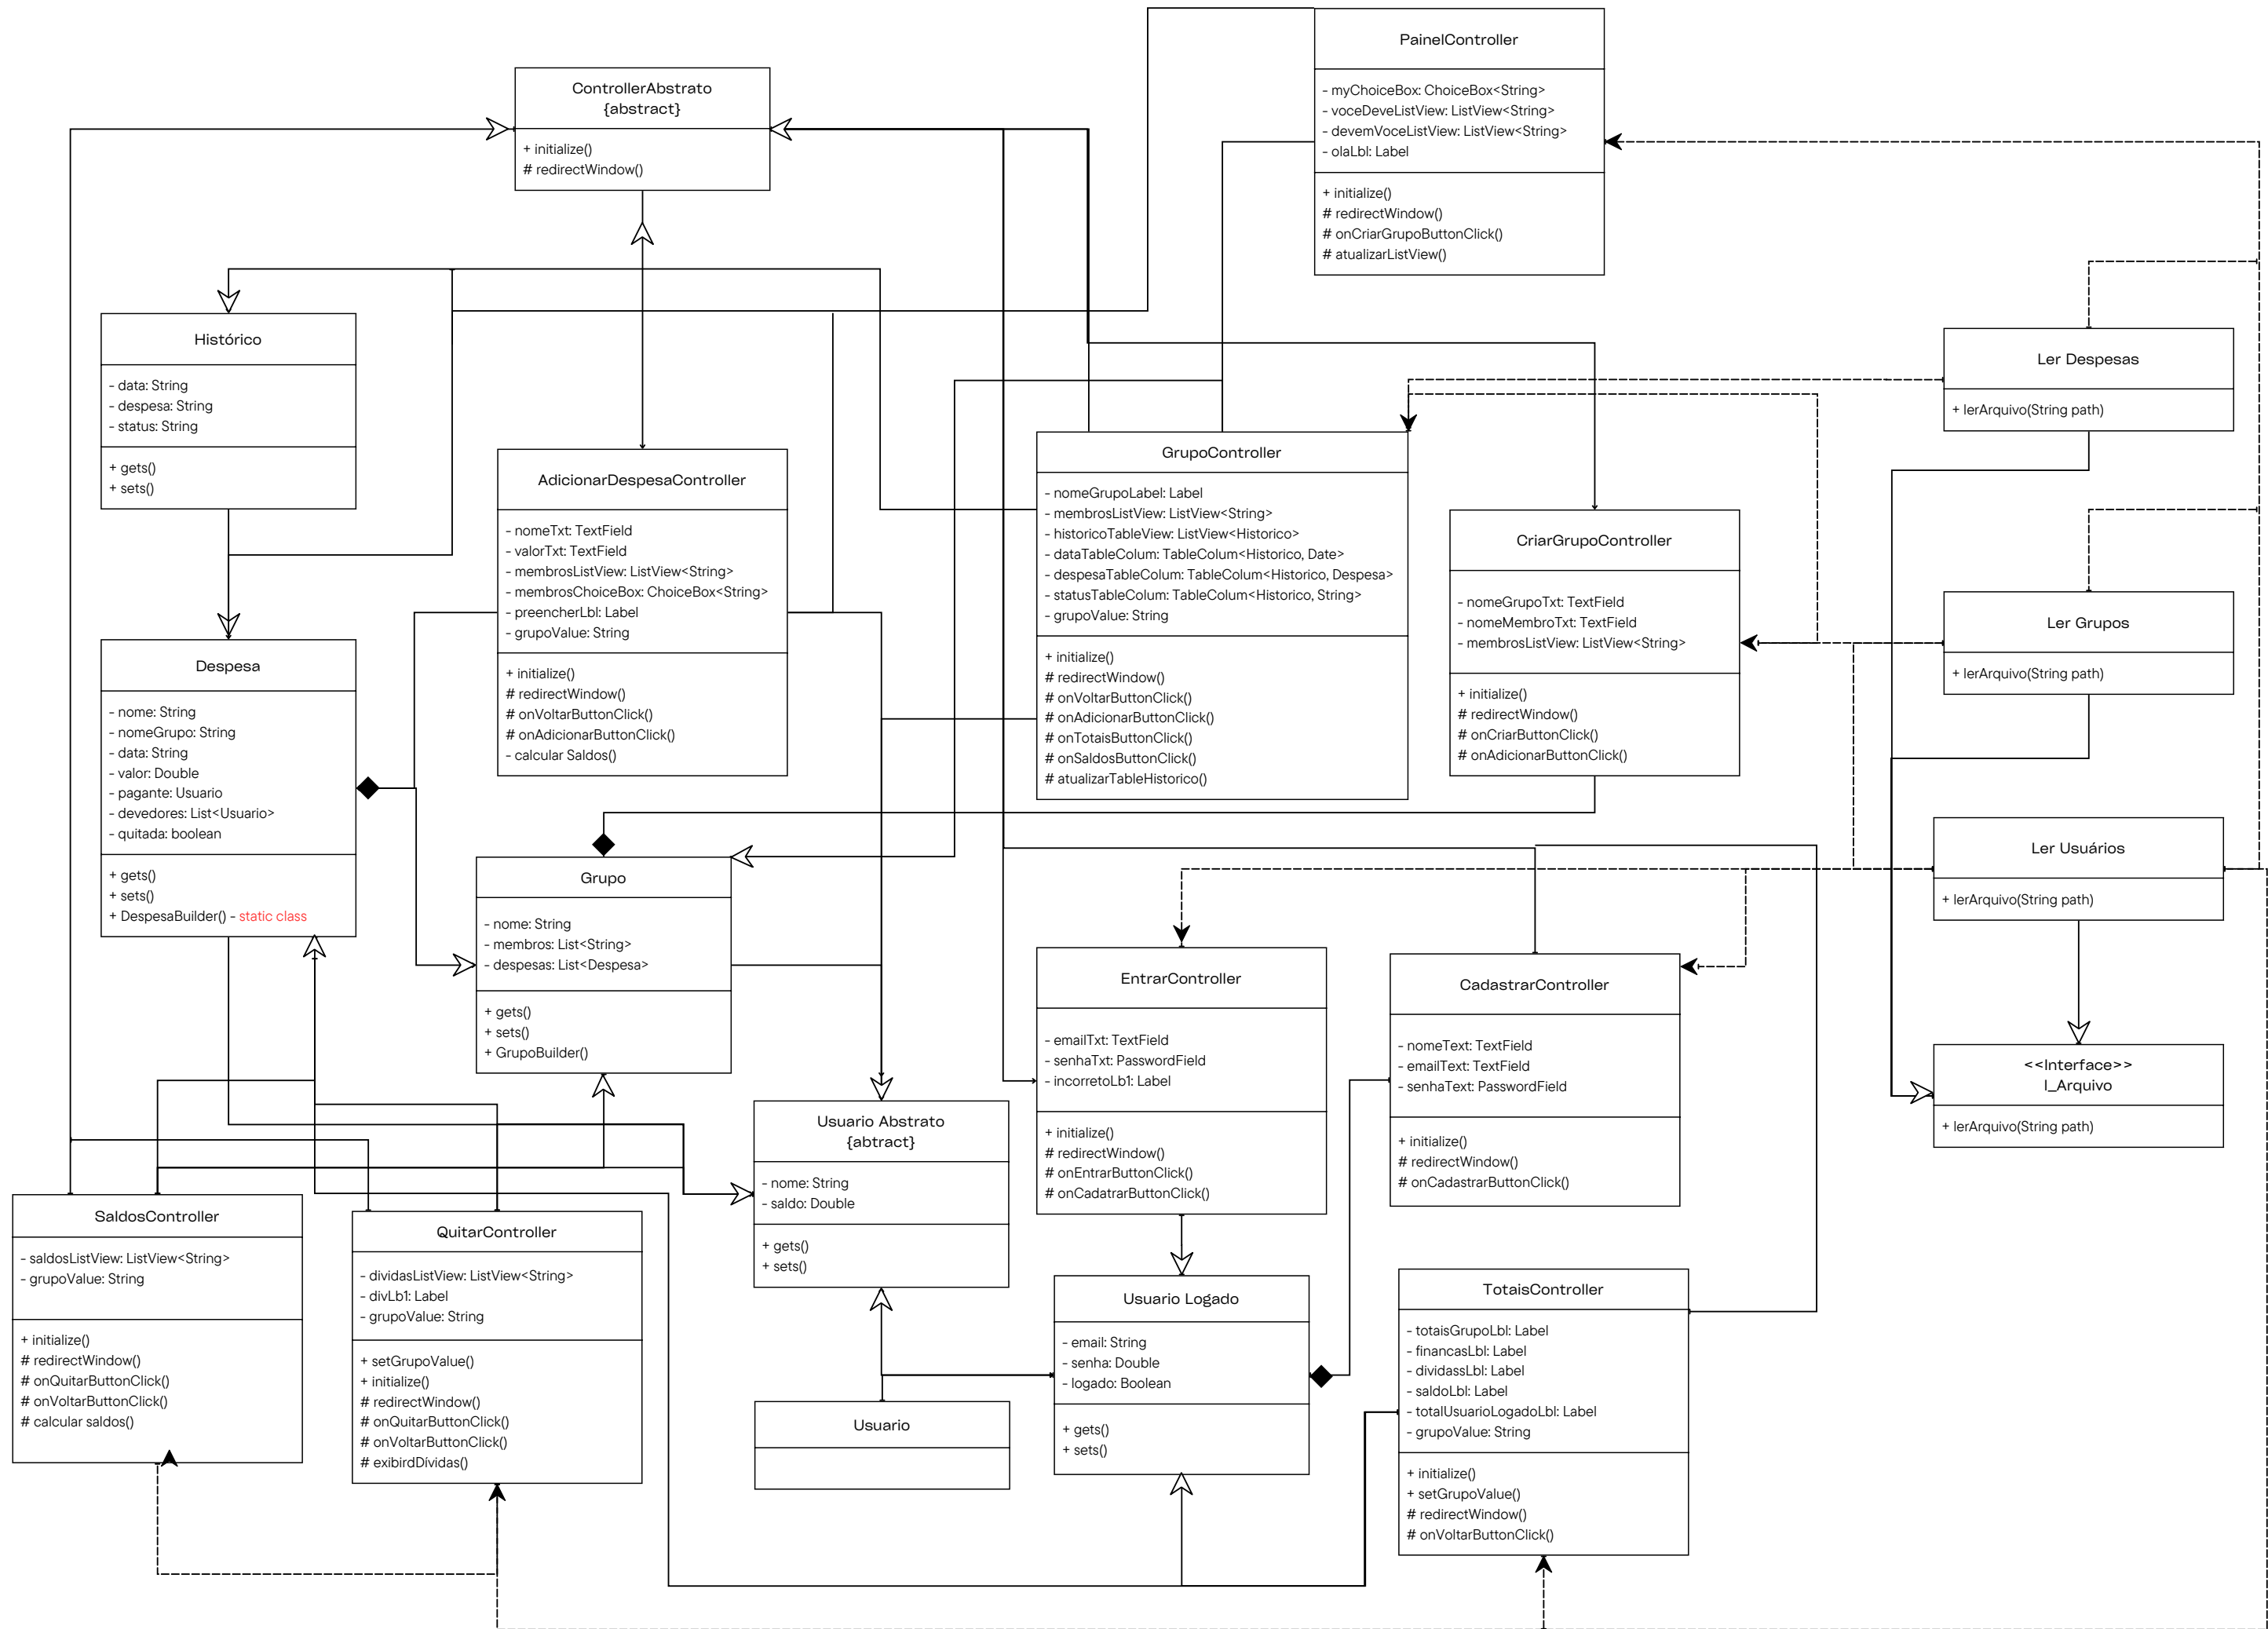 PainelController
- myChoiceBox: ChoiceBox<String>
- voceDeveListView: ListView<String>
- devemVoceListView: ListView<String>
- olaLbl: Label
+ initialize()
# redirectWindow()
# onCriarGrupoButtonClick()
# atualizarListView()
ControllerAbstrato
{abstract}
+ initialize()
# redirectWindow()
Histórico
- data: String
- despesa: String
- status: String
+ gets()
+ sets()
Ler Despesas
+ lerArquivo(String path)
AdicionarDespesaController
- nomeTxt: TextField
- valorTxt: TextField
- membrosListView: ListView<String>
- membrosChoiceBox: ChoiceBox<String>
- preencherLbl: Label
- grupoValue: String
+ initialize()
# redirectWindow()
# onVoltarButtonClick()
# onAdicionarButtonClick()
- calcular Saldos()
GrupoController
- nomeGrupoLabel: Label
- membrosListView: ListView<String>
- historicoTableView: ListView<Historico>
- dataTableColum: TableColum<Historico, Date>
- despesaTableColum: TableColum<Historico, Despesa>
- statusTableColum: TableColum<Historico, String>
- grupoValue: String
+ initialize()
# redirectWindow()
# onVoltarButtonClick()
# onAdicionarButtonClick()
# onTotaisButtonClick()
# onSaldosButtonClick()
# atualizarTableHistorico()
CriarGrupoController
- nomeGrupoTxt: TextField
- nomeMembroTxt: TextField
- membrosListView: ListView<String>
+ initialize()
# redirectWindow()
# onCriarButtonClick()
# onAdicionarButtonClick()
Ler Grupos
+ lerArquivo(String path)
Despesa
- nome: String
- nomeGrupo: String
- data: String
- valor: Double
- pagante: Usuario
- devedores: List<Usuario>
- quitada: boolean
+ gets()
+ sets()
+ DespesaBuilder() - static class
Ler Usuários
+ lerArquivo(String path)
Grupo
- nome: String
- membros: List<String>
- despesas: List<Despesa>
+ gets()
+ sets()
+ GrupoBuilder()
EntrarController
- emailTxt: TextField
- senhaTxt: PasswordField
- incorretoLb1: Label
+ initialize()
# redirectWindow()
# onEntrarButtonClick()
# onCadatrarButtonClick()
CadastrarController
- nomeText: TextField
- emailText: TextField
- senhaText: PasswordField
+ initialize()
# redirectWindow()
# onCadastrarButtonClick()
<<Interface>>
I_Arquivo
+ lerArquivo(String path)
Usuario Abstrato
{abtract}
- nome: String
- saldo: Double
+ gets()
+ sets()
SaldosController
- saldosListView: ListView<String>
- grupoValue: String
+ initialize()
# redirectWindow()
# onQuitarButtonClick()
# onVoltarButtonClick()
# calcular saldos()
QuitarController
- dividasListView: ListView<String>
- divLb1: Label
- grupoValue: String
+ setGrupoValue()
+ initialize()
# redirectWindow()
# onQuitarButtonClick()
# onVoltarButtonClick()
# exibirdDívidas()
Usuario Logado
- email: String
- senha: Double
- logado: Boolean
+ gets()
+ sets()
TotaisController
- totaisGrupoLbl: Label
- financasLbl: Label
- dividassLbl: Label
- saldoLbl: Label
- totalUsuarioLogadoLbl: Label
- grupoValue: String
+ initialize()
+ setGrupoValue()
# redirectWindow()
# onVoltarButtonClick()
Usuario